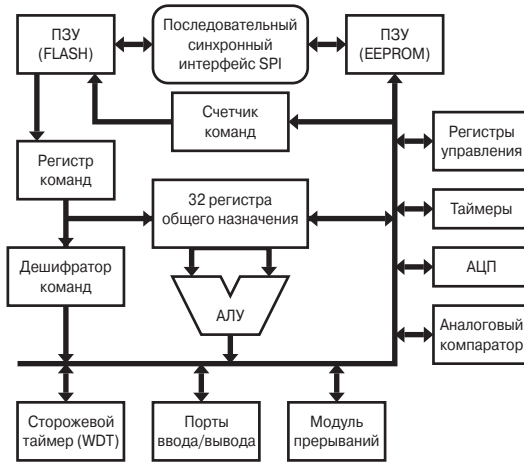 ПЗУ
(FLASH)
Последовательный
синхронный
интерфейс SPI
ПЗУ
(EEPROM)
Счетчик
команд
Регистры
управления
Регистр
команд
32 регистра
общего назначения
Таймеры
Дешифратор
команд
АЦП
АЛУ
Аналоговый
компаратор
Сторожевой
таймер (WDT)
Порты
ввода/вывода
Модуль
прерываний